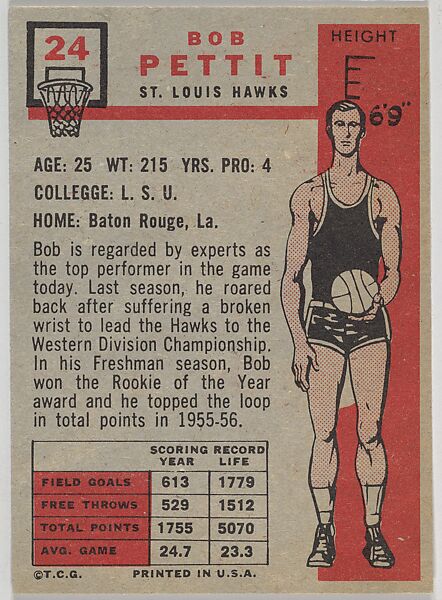 24
BOB
PETTIT
ST. LOUIS HAWKS
HEIGHT
6'9"
AGE: 25 WT: 215 YRS. PRO: 4
COLLEGGE: L. S. U.
HOME: Baton Rouge, La.
Bob is regarded by experts as
the top performer in the game
today. Last season, he roared
back after suffering a broken
wrist to lead the Hawks to the
Western Division Championship.
In his Freshman season, Bob
won the Rookie of the Year
award and he topped the loop
in total points in 1955-56.
SCORING RECORD
YEAR LIFE
FIELD GOALS 613 1779
FREE THROWS 529 1512
TOTAL POINTS 1755 5070
AVG. GAME 24.7 23.3
©T.C.G. PRINTED IN U.S.A.